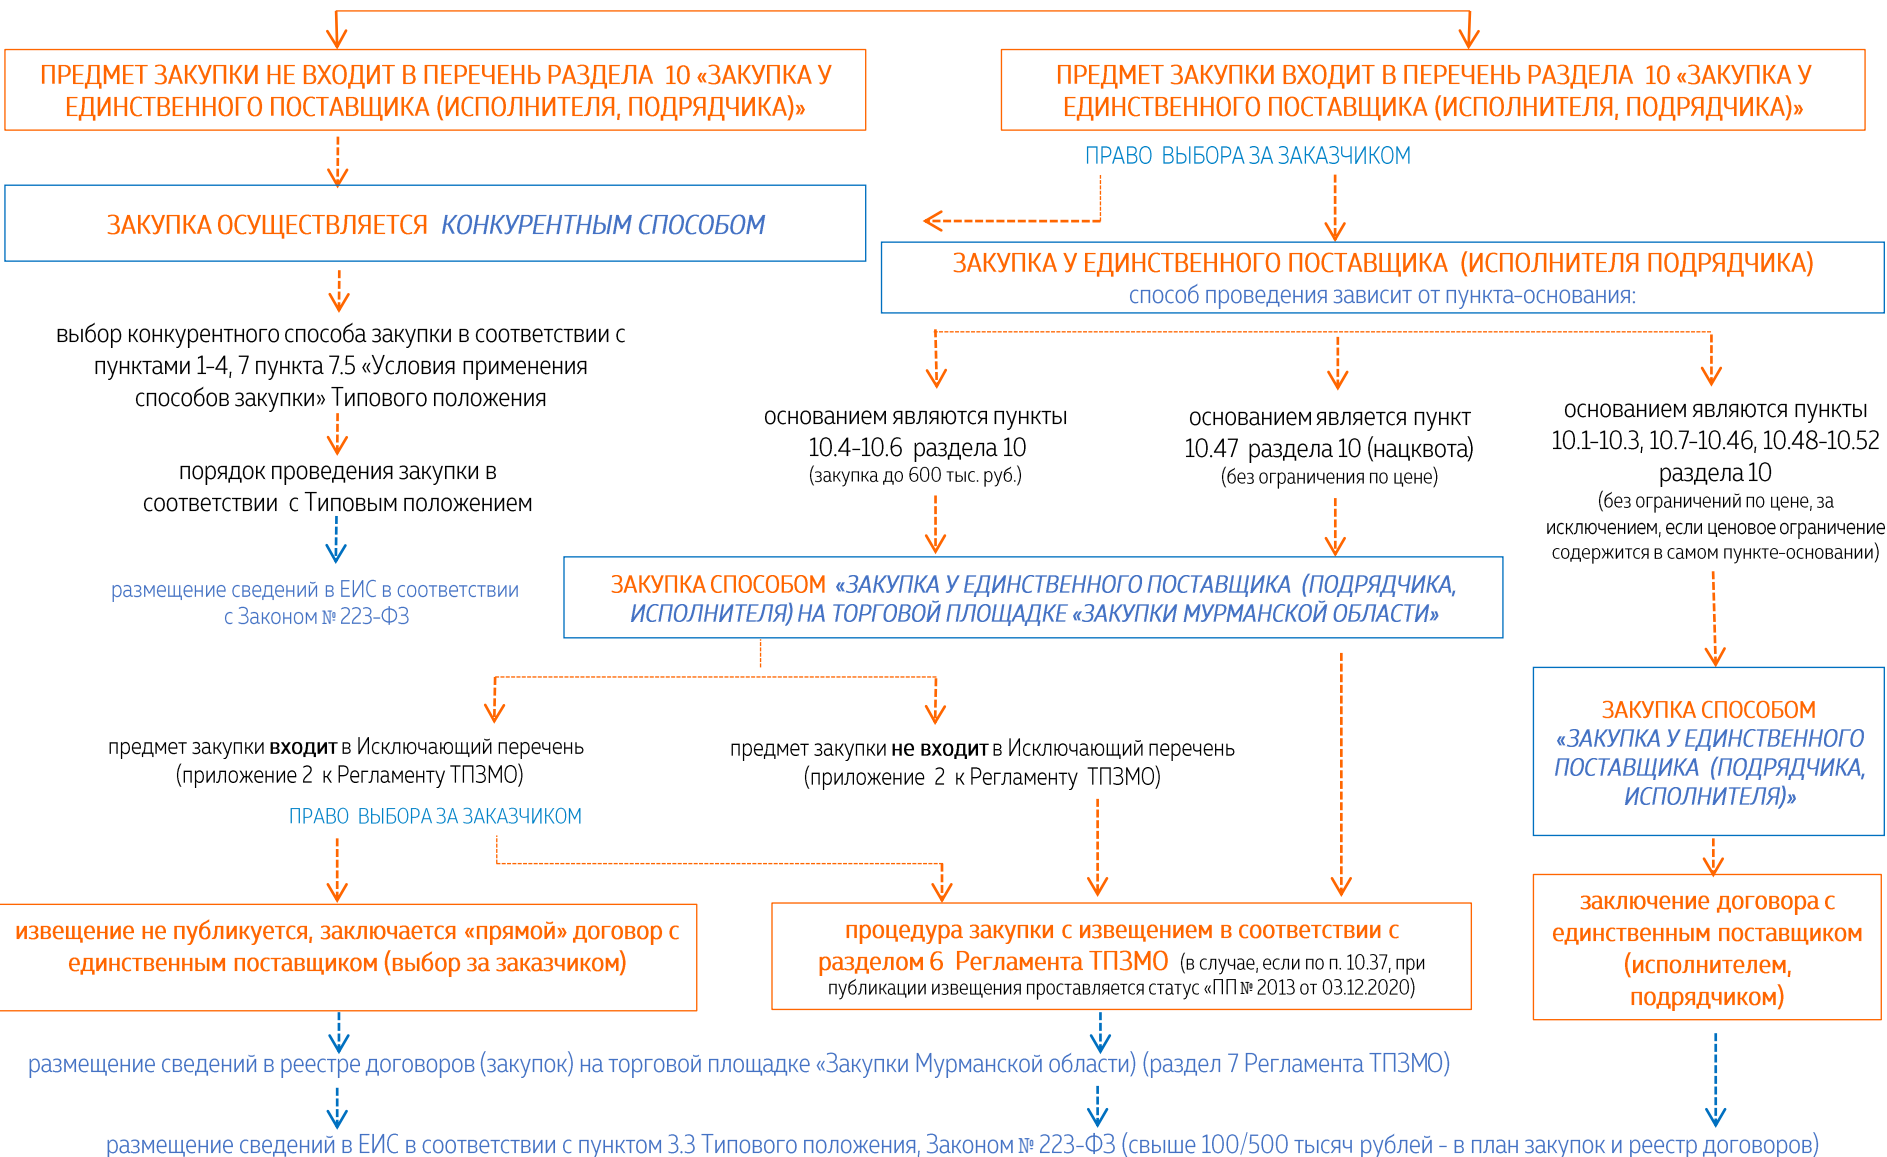 ПРЕДМЕТ ЗАКУПКИ НЕ ВХОДИТ В ПЕРЕЧЕНЬ РАЗДЕЛА 10 «ЗАКУПКА У
ЕДИНСТВЕННОГО ПОСТАВЩИКА (ИСПОЛНИТЕЛЯ, ПОДРЯДЧИКА)»
ПРЕДМЕТ ЗАКУПКИ ВХОДИТ В ПЕРЕЧЕНЬ РАЗДЕЛА 10 «ЗАКУПКА У
ЕДИНСТВЕННОГО ПОСТАВЩИКА (ИСПОЛНИТЕЛЯ, ПОДРЯДЧИКА)»
ПРАВО ВЫБОРА ЗА ЗАКАЗЧИКОМ
ЗАКУПКА ОСУЩЕСТВЛЯЕТСЯ КОНКУРЕНТНЫМ СПОСОБОМ
ЗАКУПКА У ЕДИНСТВЕННОГО ПОСТАВЩИКА (ИСПОЛНИТЕЛЯ ПОДРЯДЧИКА)
способ проведения зависит от пункта-основания:
выбор конкурентного способа закупки в соответствии с
пунктами 1-4, 7 пункта 7.5 «Условия применения
способов закупки» Типового положения
порядок проведения закупки в
соответствии с Типовым положением
размещение сведений в ЕИС в соответствии
с Законом № 223-ФЗ
основанием являются пункты
10.4-10.6 раздела 10
(закупка до 600 тыс. руб.)
основанием является пункт
10.47 раздела 10 (нацквота)
(без ограничения по цене)
основанием являются пункты
10.1-10.3, 10.7-10.46, 10.48-10.52
раздела 10
(без ограничений по цене, за
исключением, если ценовое ограничение
содержится в самом пункте-основании)
ЗАКУПКА СПОСОБОМ «ЗАКУПКА У ЕДИНСТВЕННОГО ПОСТАВЩИКА (ПОДРЯДЧИКА,
ИСПОЛНИТЕЛЯ) НА ТОРГОВОЙ ПЛОЩАДКЕ «ЗАКУПКИ МУРМАНСКОЙ ОБЛАСТИ»
предмет закупки входит в Исключающий перечень
(приложение 2 к Регламенту ТПЗМО)
предмет закупки не входит в Исключающий перечень
(приложение 2 к Регламенту ТПЗМО)
ПРАВО ВЫБОРА ЗА ЗАКАЗЧИКОМ
ЗАКУПКА СПОСОБОМ
«ЗАКУПКА У ЕДИНСТВЕННОГО
ПОСТАВЩИКА (ПОДРЯДЧИКА,
ИСПОЛНИТЕЛЯ)»
извещение не публикуется, заключается «прямой» договор с
единственным поставщиком (выбор за заказчиком)
процедура закупки с извещением в соответствии с
разделом 6 Регламента ТПЗМО (в случае, если по п. 10.37, при
публикации извещения проставляется статус «ПП № 2013 от 03.12.2020)
заключение договора с
единственным поставщиком
(исполнителем,
подрядчиком)
размещение сведений в реестре договоров (закупок) на торговой площадке «Закупки Мурманской области) (раздел 7 Регламента ТПЗМО)
размещение сведений в ЕИС в соответствии с пунктом 3.3 Типового положения, Законом № 223-ФЗ (свыше 100/500 тысяч рублей - в план закупок и реестр договоров)